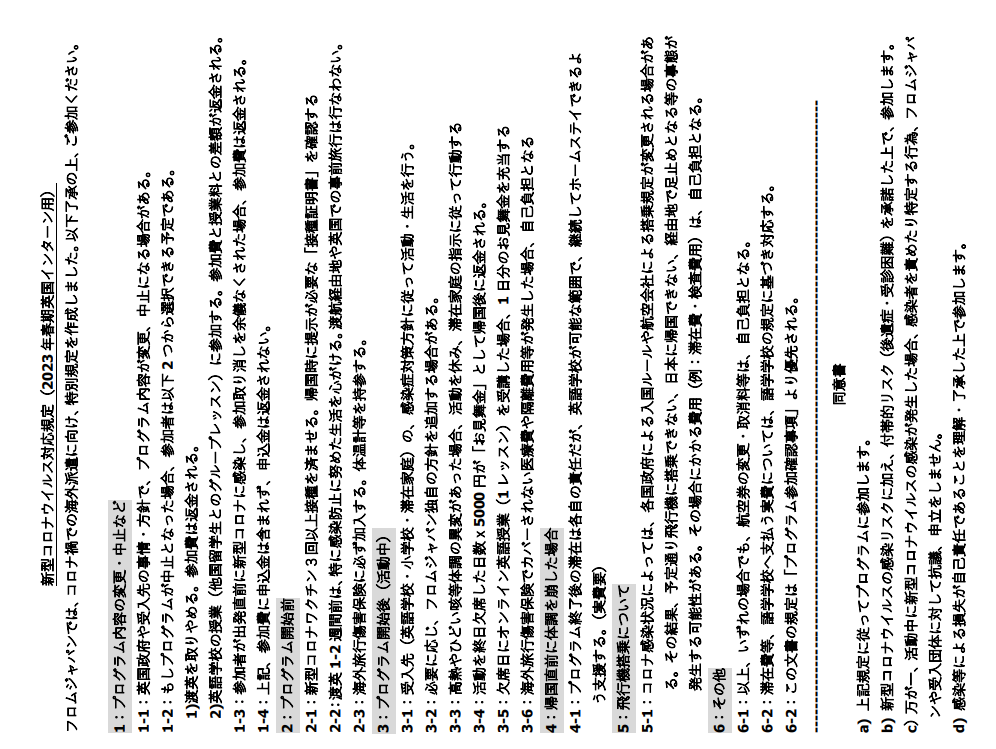 新型コロナウイルス対応規定（2023 年春期英国インターン用）
フロムジャパンでは、コロナ禍での海外派遣に向け、特別規定を作成しました。以下了承の上、ご参加ください。
1：プログラム内容の変更・中止など
1-1：英国政府や受入先の事情・方針で、プログラム内容が変更、中止になる場合がある。
1-2：もしプログラムが中止となった場合、参加者は以下 2 つから選択できる予定である。
1)渡英を取りやめる。参加費は返金される。
2)英語学校の授業（他国留学生とのグループレッスン）に参加する。参加費と授業料との差額が返金される。
1-3：参加者が出発直前に新型コロナに感染し、参加取り消しを余儀なくされた場合、参加費は返金される。
1-4：上記、参加費に申込金は含まれず、申込金は返金されない。
2：プログラム開始前
2-1：新型コロナワクチン 3 回以上接種を済ませる。帰国時に提示が必要な「接種証明書」を確認する
2-2：渡英 1-2 週間前は、特に感染防止に努めた生活を心がける。渡航経由地や英国での事前旅行は行なわない。
2-3：海外旅行傷害保険に必ず加入する。体温計等を持参する。
3：プログラム開始後（活動中）
3-1：受入先（英語学校・小学校・滞在家庭）の、感染症対策方針に従って活動・生活を行う。
3-2：必要に応じ、フロムジャパン独自の方針を追加する場合がある。
3-3：高熱やひどい咳等体調の異変があった場合、活動を休み、滞在家庭の指示に従って行動する
3-4：活動を終日欠席した日数 x 5000 円が「お見舞金」として帰国後に返金される。
3-5：欠席日にオンライン英語授業（1 レッスン）を受講した場合、1 日分のお見舞金を充当する
3-6：海外旅行傷害保険でカバーされない医療費や隔離費用等が発生した場合、自己負担となる
4：帰国直前に体調を崩した場合
4-1：プログラム終了後の滞在は各自の責任だが、英語学校が可能な範囲で、継続してホームステイできるよ
う支援する。（実費要）
5：飛行機搭乗について
5-1：コロナ感染状況によっては、各国政府による入国ルールや航空会社による搭乗規定が変更される場合があ
る。その結果、予定通り飛行機に搭乗できない、日本に帰国できない、経由地で足止めとなる等の事態が
発生する可能性がある。その場合にかかる費用（例：滞在費・検査費用）は、自己負担となる。
6：その他
6-1：以上、いずれの場合でも、航空券の変更・取消料等は、自己負担となる。
6-2：滞在費等、語学学校へ支払う実費については、語学学校の規定に基づき対応する。
6-2：この文書の規定は「プログラム参加確認事項」より優先される。
同意書
a) 上記規定に従ってプログラムに参加します。
b) 新型コロナウイルスの感染リスクに加え、付帯的リスク（後遺症・受診困難）を承諾した上で、参加します。
c) 万が一、活動中に新型コロナウイルスの感染が発生した場合、感染者を責めたり特定する行為、フロムジャパ
ンや受入団体に対して抗議、申立をしません。
d) 感染等による損失が自己責任であることを理解・了承した上で参加します。